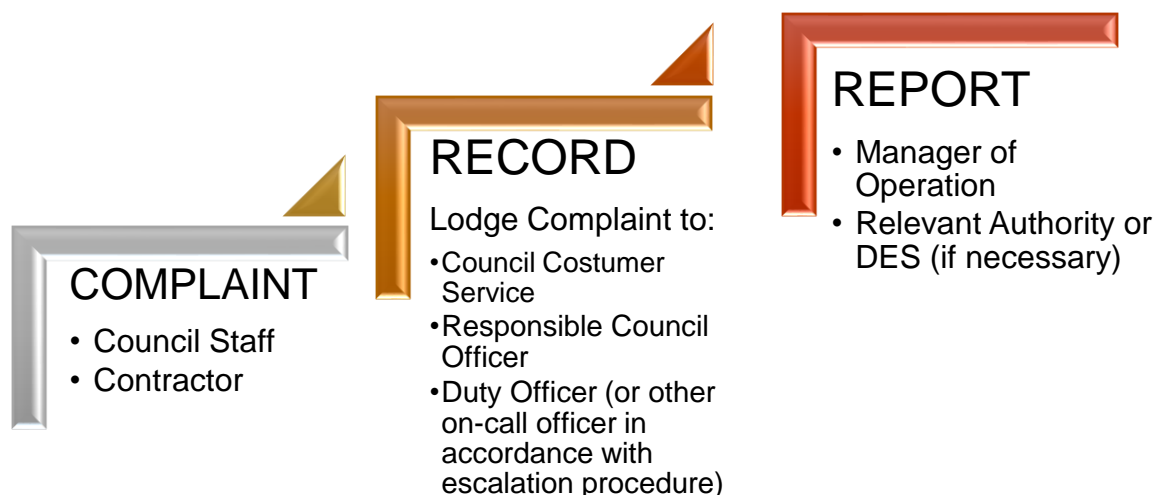 COMPLAINT
• Council Staff
• Contractor
RECORD
Lodge Complaint to:
•Council Costumer
Service
•Responsible Council
Officer
•Duty Officer (or other
on-call officer in
accordance with
escalation procedure)
REPORT
• Manager of
Operation
• Relevant Authority or
DES (if necessary)